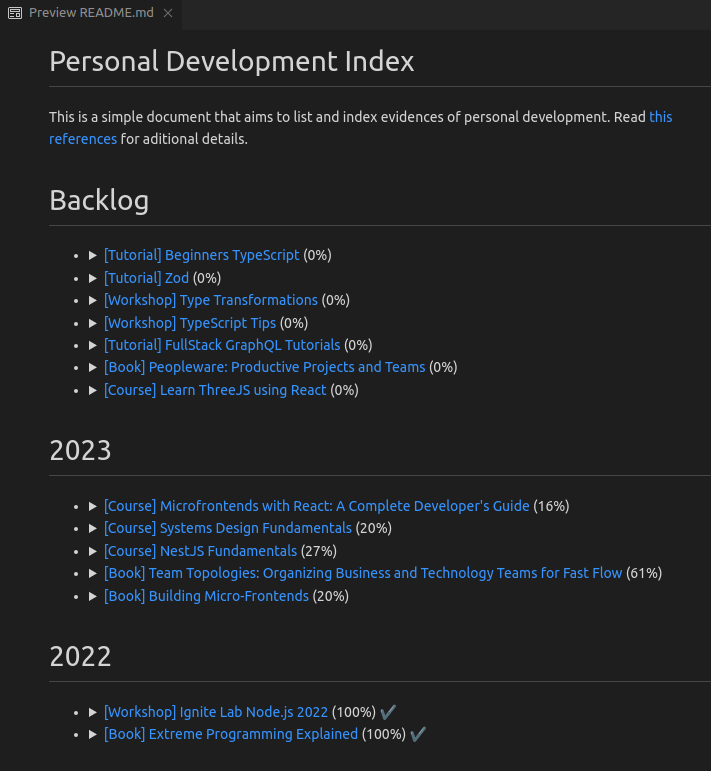 Preview README.md
Personal Development Index
This is a simple document that aims to list and index evidences of personal development. Read this
references for aditional details.
Backlog
[Tutorial] Beginners TypeScript (0%)
[Tutorial] Zod (0%)
[Workshop] Type Transformations (0%)
[Workshop] TypeScript Tips (0%)
[Tutorial] FullStack GraphQL Tutorials (0%)
[Book] Peopleware: Productive Projects and Teams (0%)
[Course] Learn ThreeJS using React (0%)
2023
[Course] Microfrontends with React: A Complete Developer's Guide (16%)
[Course] Systems Design Fundamentals (20%)
[Course] NestJS Fundamentals (27%)
[Book] Team Topologies: Organizing Business and Technology Teams for Fast Flow (61%)
[Book] Building Micro-Frontends (20%)
2022
[Workshop] Ignite Lab Node.js 2022 (100%) ✔
[Book] Extreme Programming Explained (100%) ✔